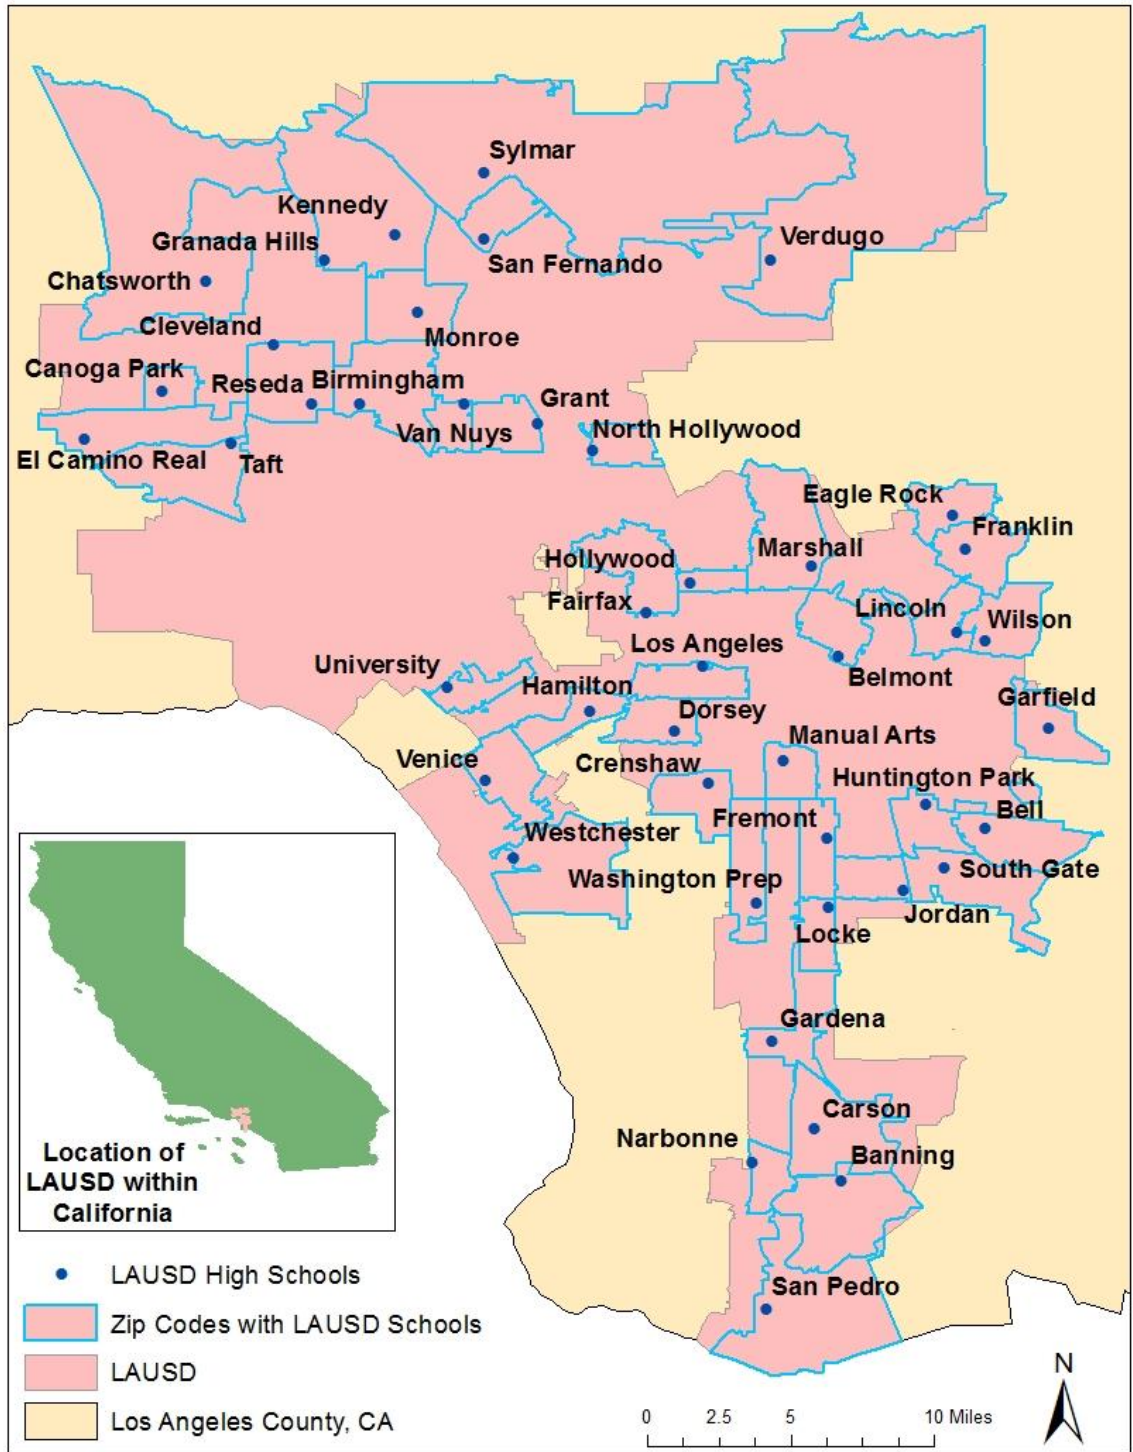 Sylmar
Kennedy
Granada Hills
Verdugo
San Fernando
Chatsworth
Cleveland
Monroe
Canoga Park
Reseda
Birmingham
Grant
Van Nuys
North Hollywood
El Camino Real
Taft
Eagle Rock
Franklin
Marshall
Hollywood
Fairfax
Lincoln
Wilson
Los Angeles
University
Hamilton
Belmont
Garfield
Dorsey
Manual Arts
Venice
Crenshaw
Huntington Park
Fremont
Bell
Westchester
South Gate
Washington Prep
Jordan
Locke
Gardena
Carson
Narbonne
Banning
San Pedro
Location of
LAUSD within
California
LAUSD High Schools
Zip Codes with LAUSD Schools
LAUSD
Los Angeles County, CA
N
0 2.5 5 10 Miles